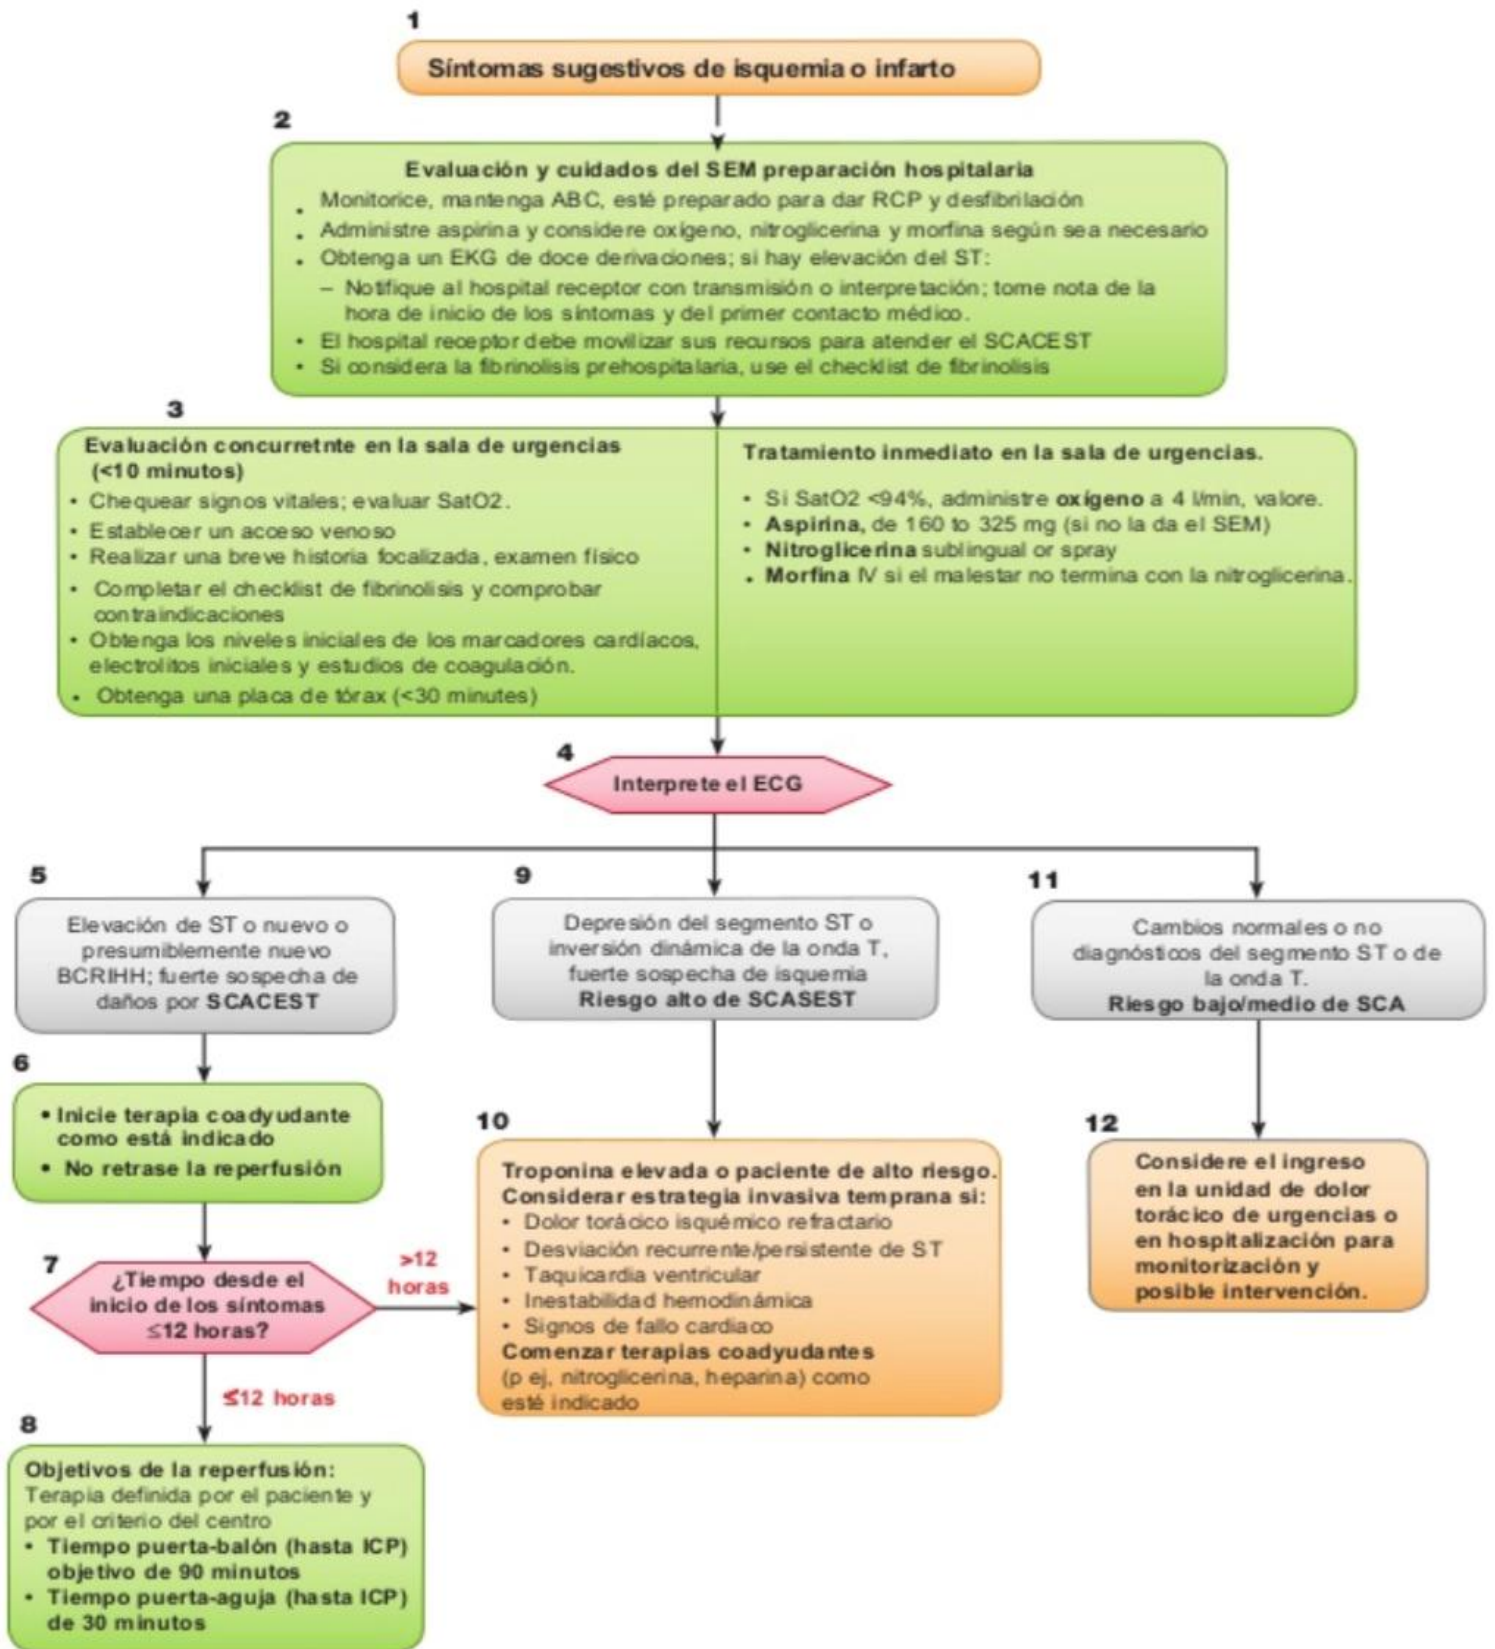 1
Síntomas sugestivos de isquemia o infarto
2
Evaluación y cuidados del SEM preparación hospitalaria
• Monitorice, mantenga ABC, esté preparado para dar RCP y desfibrilación
• Administre aspirina y considere oxígeno, nitroglicerina y morfina según sea necesario
• Obtenga un EKG de doce derivaciones; si hay elevación del ST:
– Notifique al hospital receptor con transmisión o interpretación; tome nota de la
hora de inicio de los síntomas y del primer contacto médico.
• El hospital receptor debe movilizar sus recursos para atender el SCACEST
• Si considera la fibrinolisis prehospitalaria, use el checklist de fibrinolisis
3
Evaluación concurretnte en la sala de urgencias
(<10 minutos)
• Chequear signos vitales; evaluar SatO2.
• Establecer un acceso venoso
• Realizar una breve historia focalizada, examen físico
• Completar el checklist de fibrinolisis y comprobar
contraindicaciones
• Obtenga los niveles iniciales de los marcadores cardíacos,
electrolitos iniciales y estudios de coagulación.
• Obtenga una placa de tórax (<30 minutes)
Tratamiento inmediato en la sala de urgencias.
• Si SatO2 <94%, administre oxígeno a 4 l/min, valore.
• Aspirina, de 160 to 325 mg (si no la da el SEM)
• Nitroglicerina sublingual or spray
• Morfina IV si el malestar no termina con la nitroglicerina.
4
Interprete el ECG
5
Elevación de ST o nuevo o
presumiblemente nuevo
BCRIHH; fuerte sospecha de
daños por SCACEST
6
• Inicie terapia coadyudante
como está indicado
• No retrase la reperfusión
7
¿Tiempo desde el
inicio de los síntomas
≤12 horas?
>12
horas
≤12 horas
8
Objetivos de la reperfusión:
Terapia definida por el paciente y
por el criterio del centro
• Tiempo puerta-balón (hasta ICP)
objetivo de 90 minutos
• Tiempo puerta-aguja (hasta ICP)
de 30 minutos
9
Depresión del segmento ST o
inversión dinámica de la onda T,
fuerte sospecha de isquemia
Riesgo alto de SCASEST
10
Troponina elevada o paciente de alto riesgo.
Considerar estrategia invasiva temprana si:
• Dolor torácico isquémico refractario
• Desviación recurrente/persistente de ST
• Taquicardia ventricular
• Inestabilidad hemodinámica
• Signos de fallo cardiaco
Comenzar terapias coadyudantes
(p ej, nitroglicerina, heparina) como
esté indicado
11
Cambios normales o no
diagnósticos del segmento ST o de
la onda T.
Riesgo bajo/medio de SCA
12
Considere el ingreso
en la unidad de dolor
torácico de urgencias o
en hospitalización para
monitorización y
posible intervención.